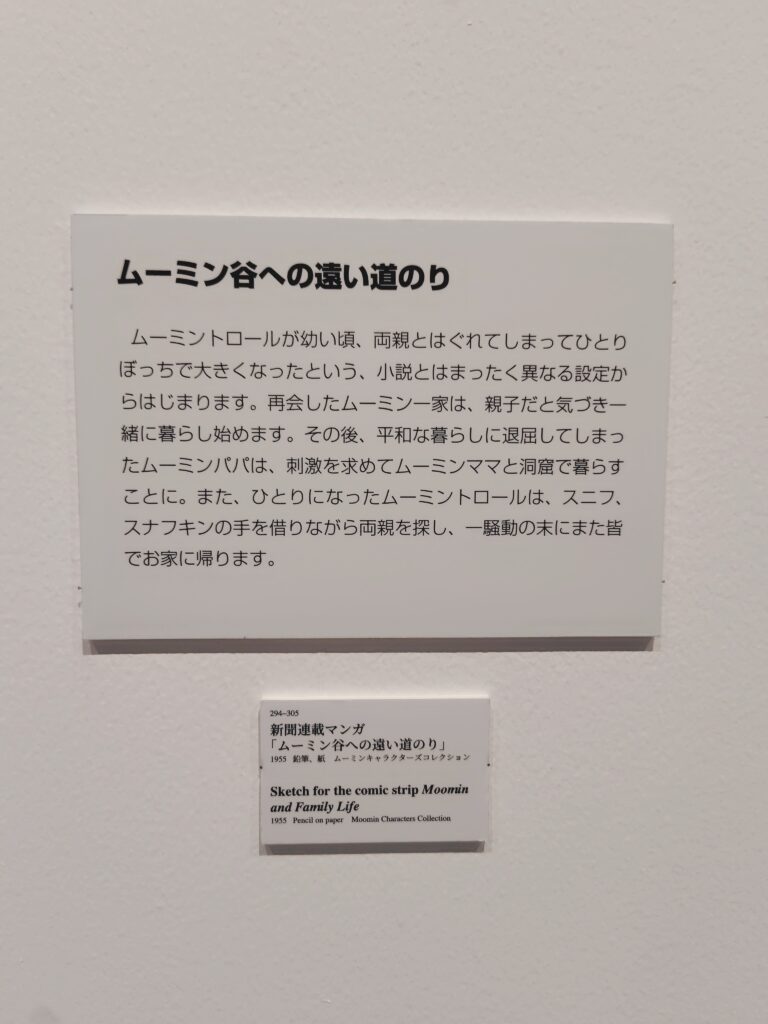 ムーミン谷への遠い道のり
ムーミントロールが幼い頃、両親とはぐれてしまってひとり
ぼっちで大きくなったという、小説とはまったく異なる設定か
らはじまります。再会したムーミン一家は、親子だと気づき一
緒に暮らし始めます。その後、平和な暮らしに退屈してしまっ
たムーミンパパは、刺激を求めてムーミンママと洞窟で暮らす
ことに。また、ひとりになったムーミントロールは、スニフ、
スナフキンの手を借りながら両親を探し、一騒動の末にまた皆
でお家に帰ります。
294–305
新聞連載マンガ
「ムーミン谷への遠い道のり」
1955 鉛筆、紙 ムーミンキャラクターズコレクション
Sketch for the comic strip Moomin
and Family Life
1955 Pencil on paper Moomin Characters Collection